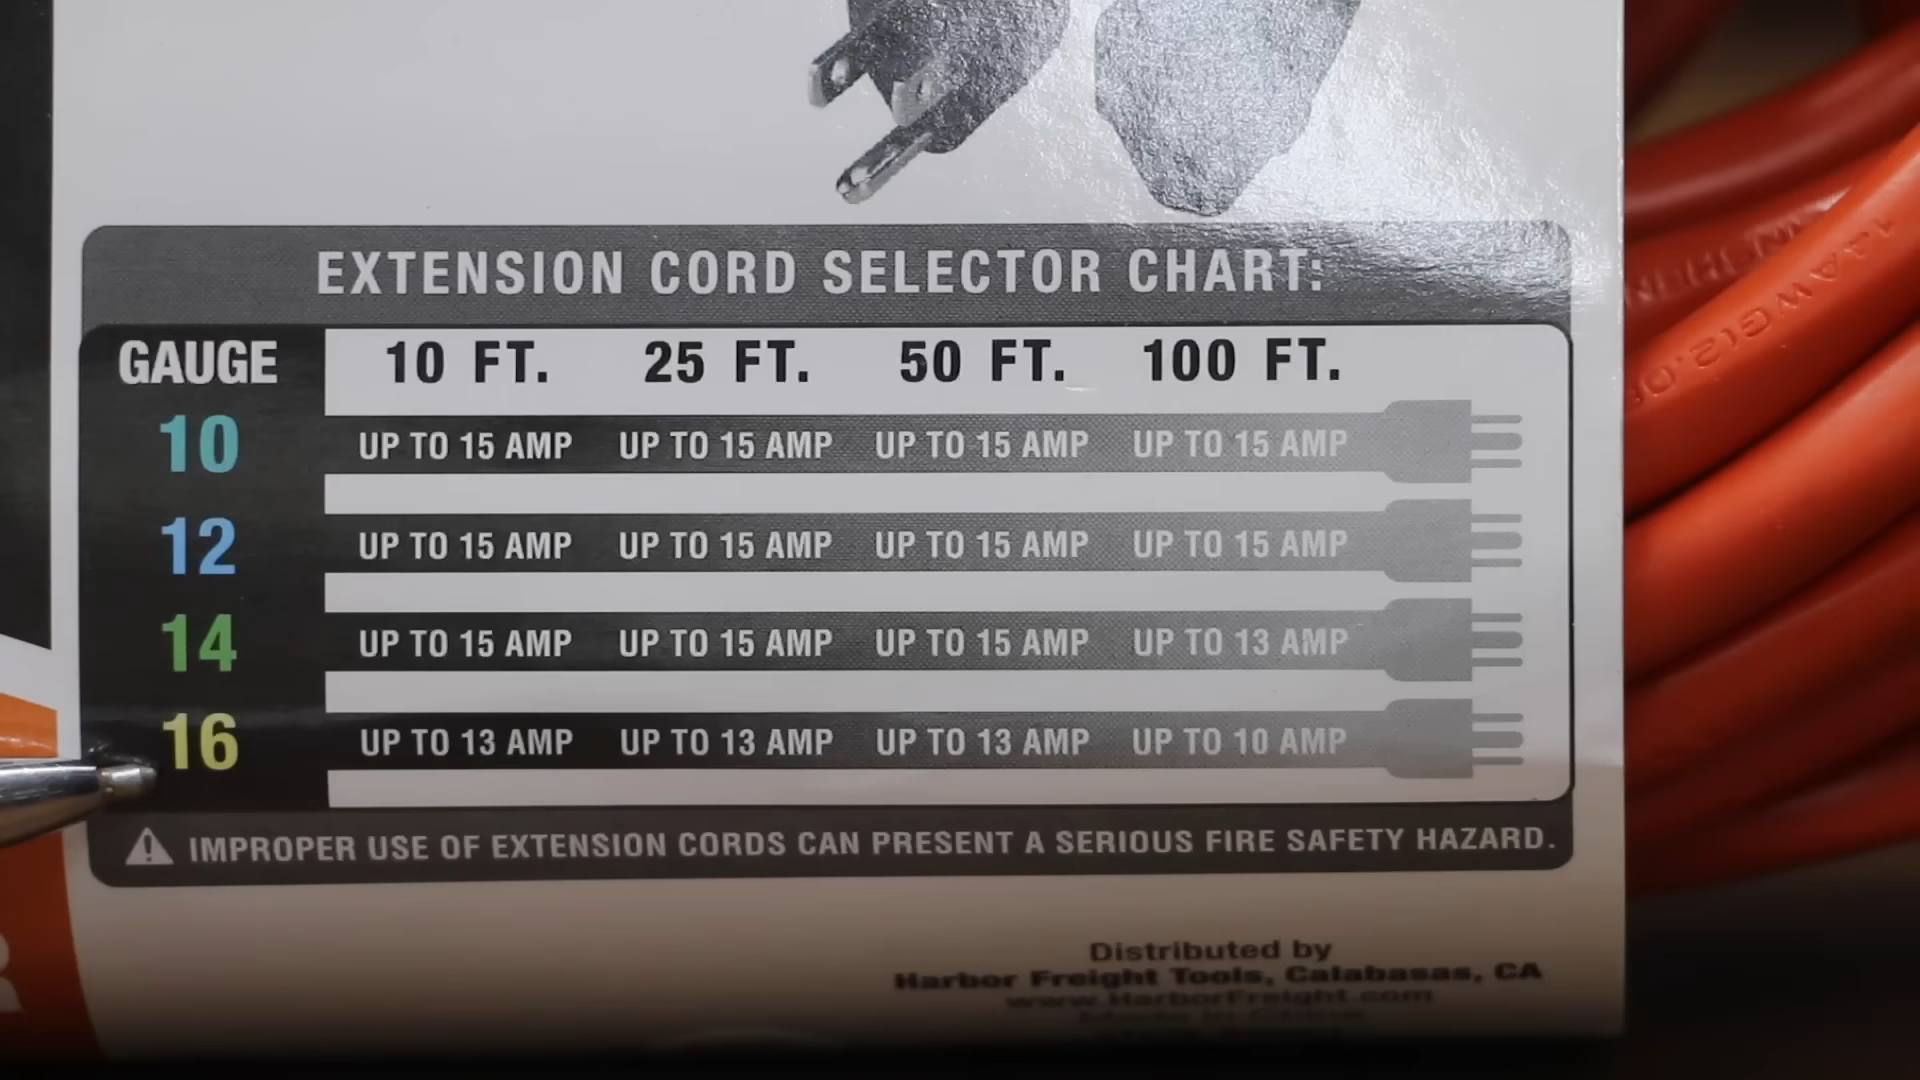 EXTENSION CORD SELECTOR CHART:
GAUGE 10 FT. 25 FT. 50 FT. 100 FT.
10 UP TO 15 AMP UP TO 15 AMP UP TO 15 AMP UP TO 15 AMP
12 UP TO 15 AMP UP TO 15 AMP UP TO 15 AMP UP TO 15 AMP
14 UP TO 15 AMP UP TO 15 AMP UP TO 15 AMP UP TO 13 AMP
16 UP TO 13 AMP UP TO 13 AMP UP TO 13 AMP UP TO 10 AMP
IMPROPER USE OF EXTENSION CORDS CAN PRESENT A SERIOUS FIRE SAFETY HAZARD.
Distributed by
Harbor Freight Tools, Calabasas, CA
www.HarborFreight.com